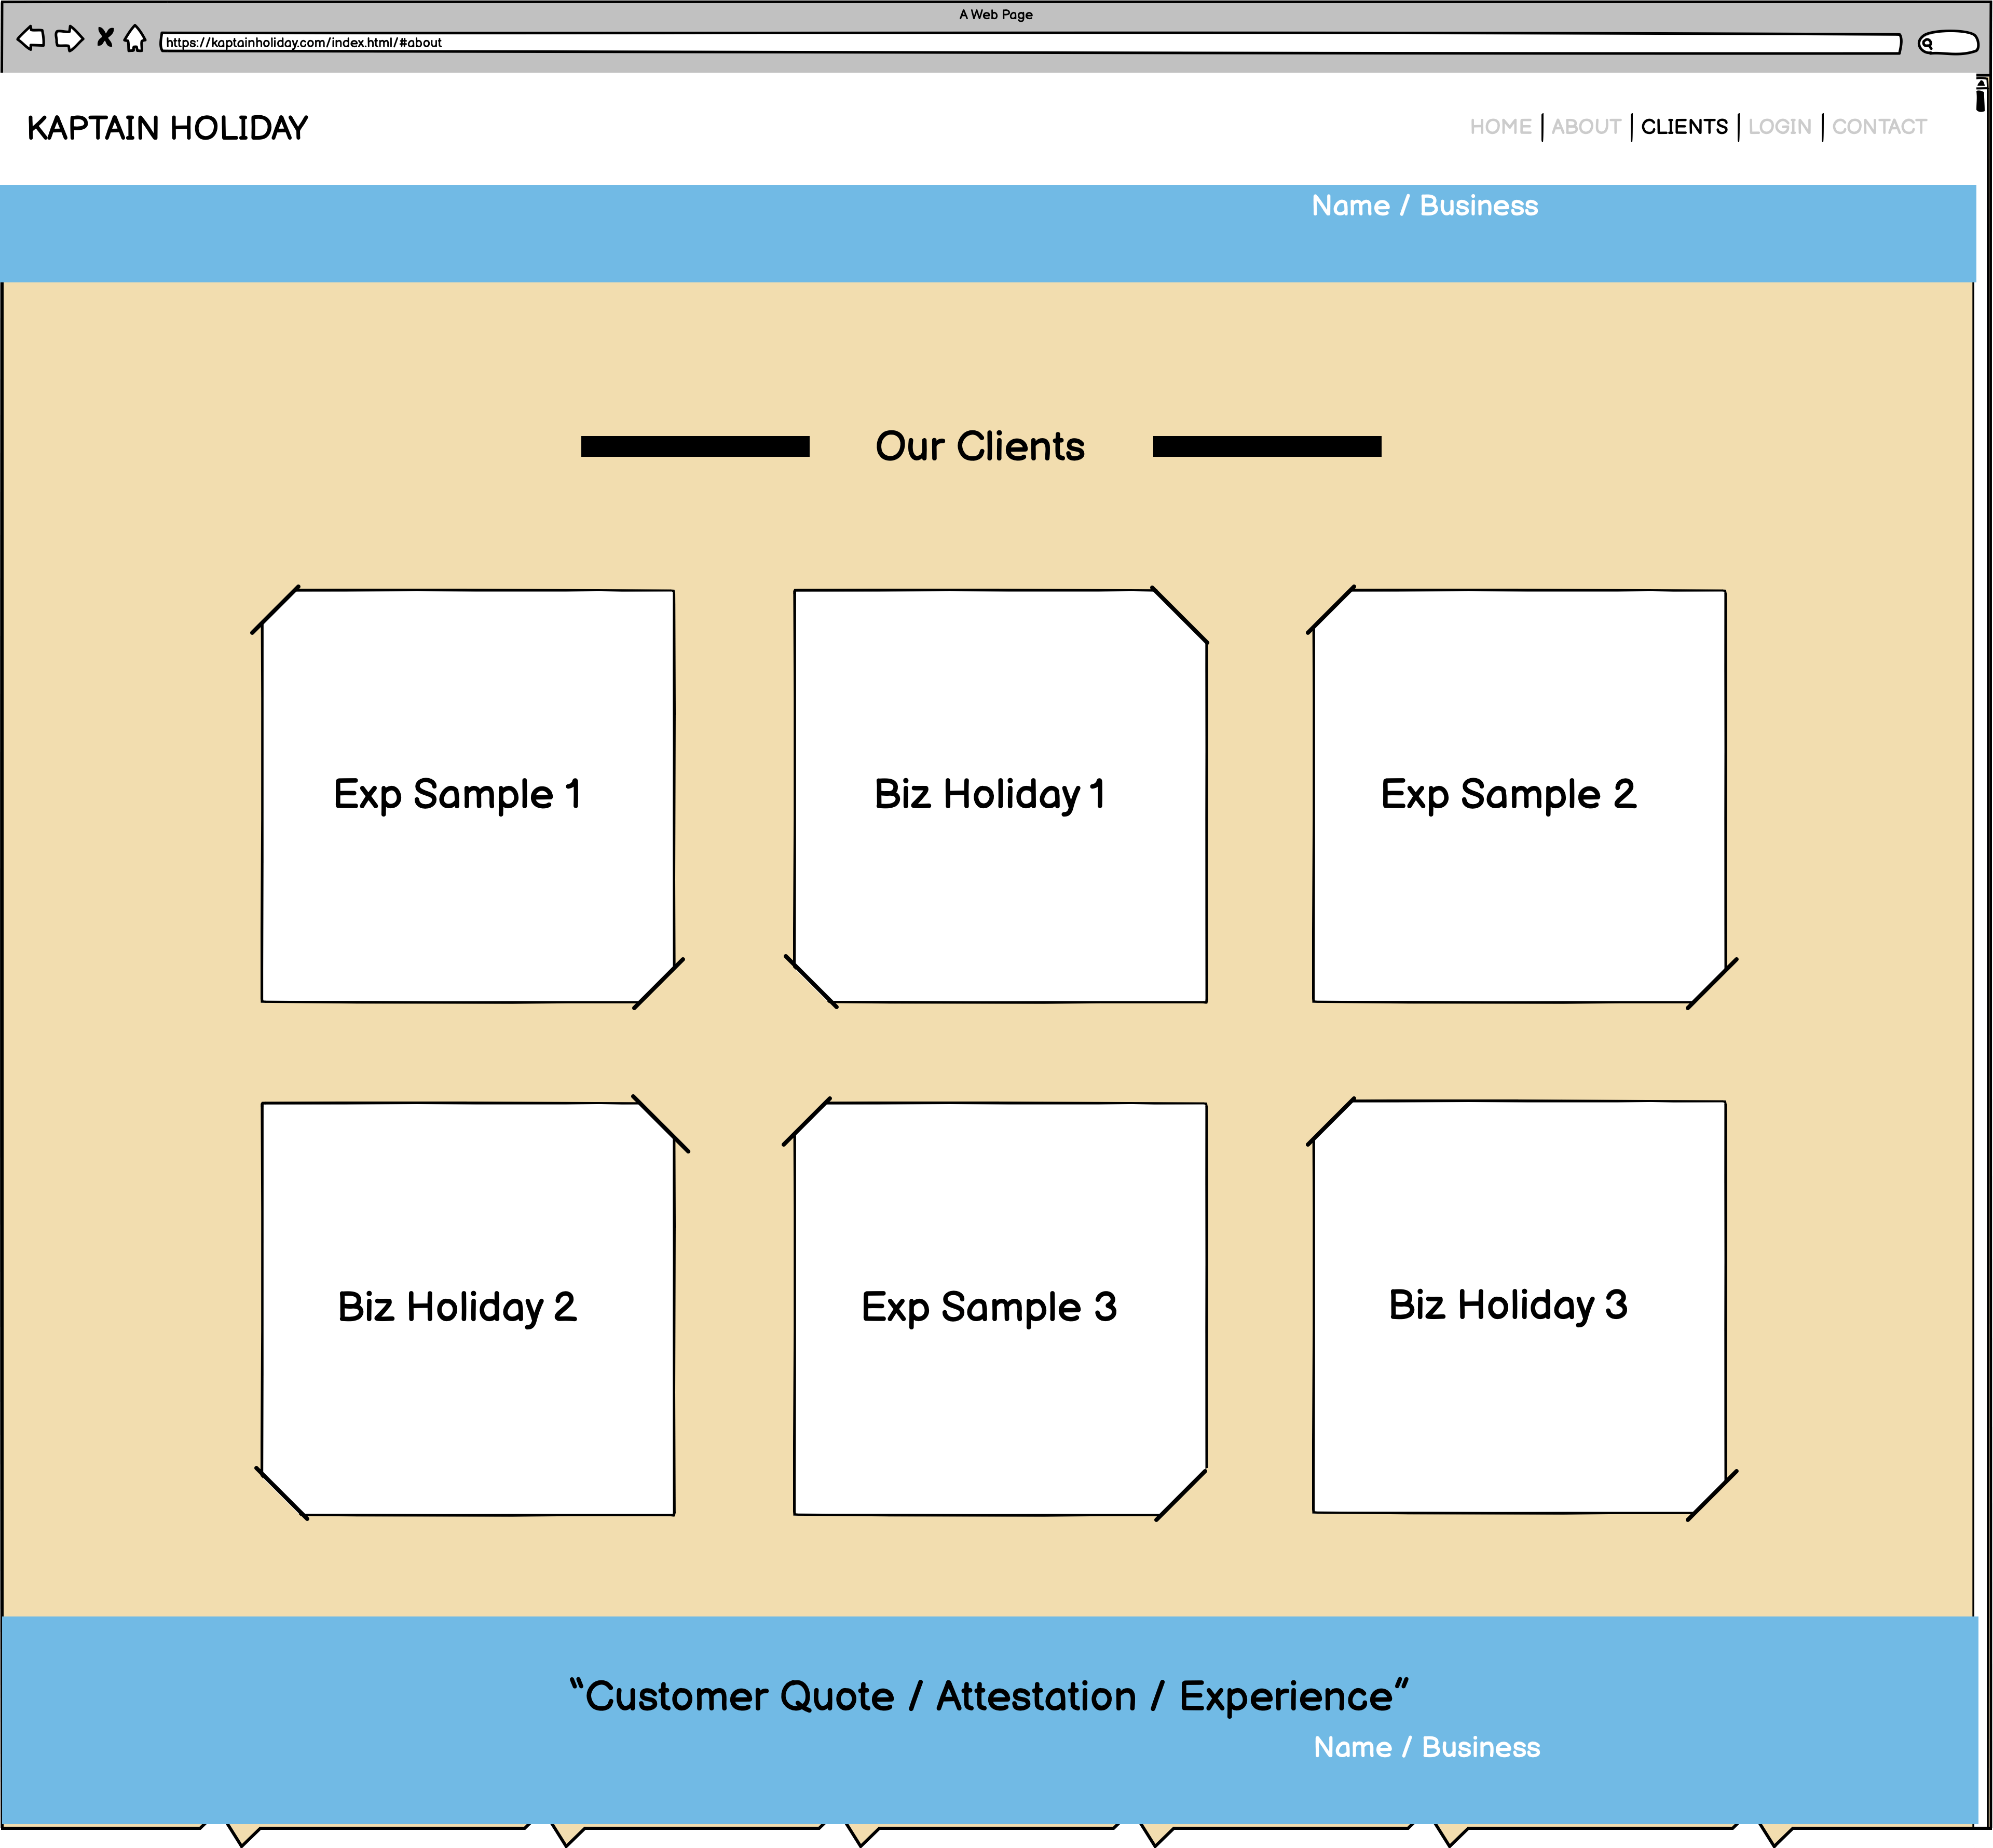 A Web Page
https://kaptainholiday.com/index.html/#about
KAPTAIN HOLIDAY
HOME | ABOUT | CLIENTS | LOGIN | CONTACT
Name / Business
Our Clients
Exp Sample 1
Biz Holiday 1
Exp Sample 2
Biz Holiday 2
Exp Sample 3
Biz Holiday 3
“Customer Quote / Attestation / Experience”
Name / Business